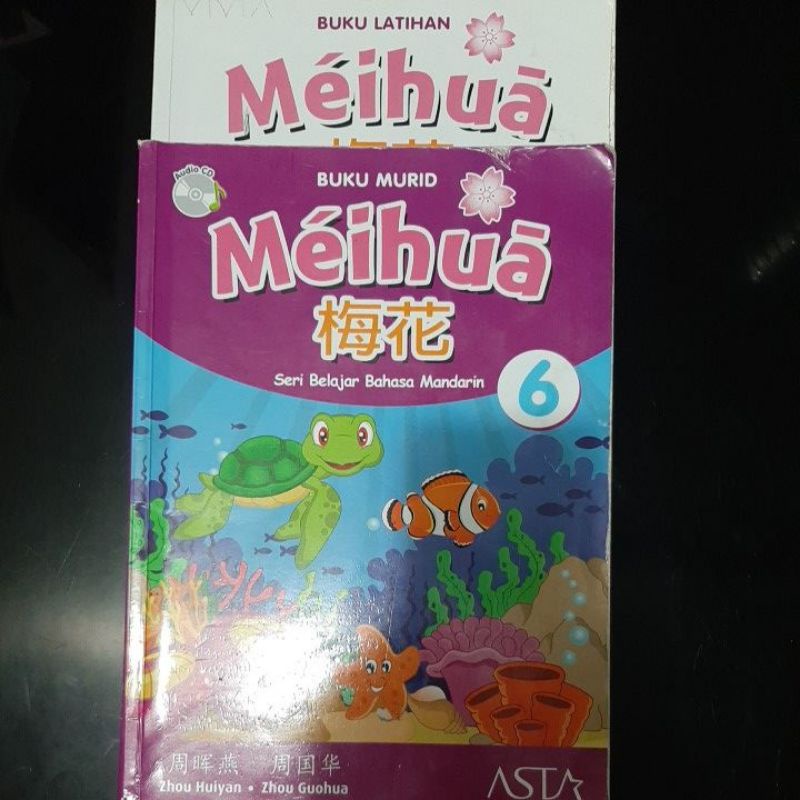 BUKU LATIHAN
Méihuā
Audio CD
BUKU MURID
Méihuā
梅花
Seri Belajar Bahasa Mandarin
6
周晖燕 周国华
Zhou Huiyan • Zhou Guohua
ASTA